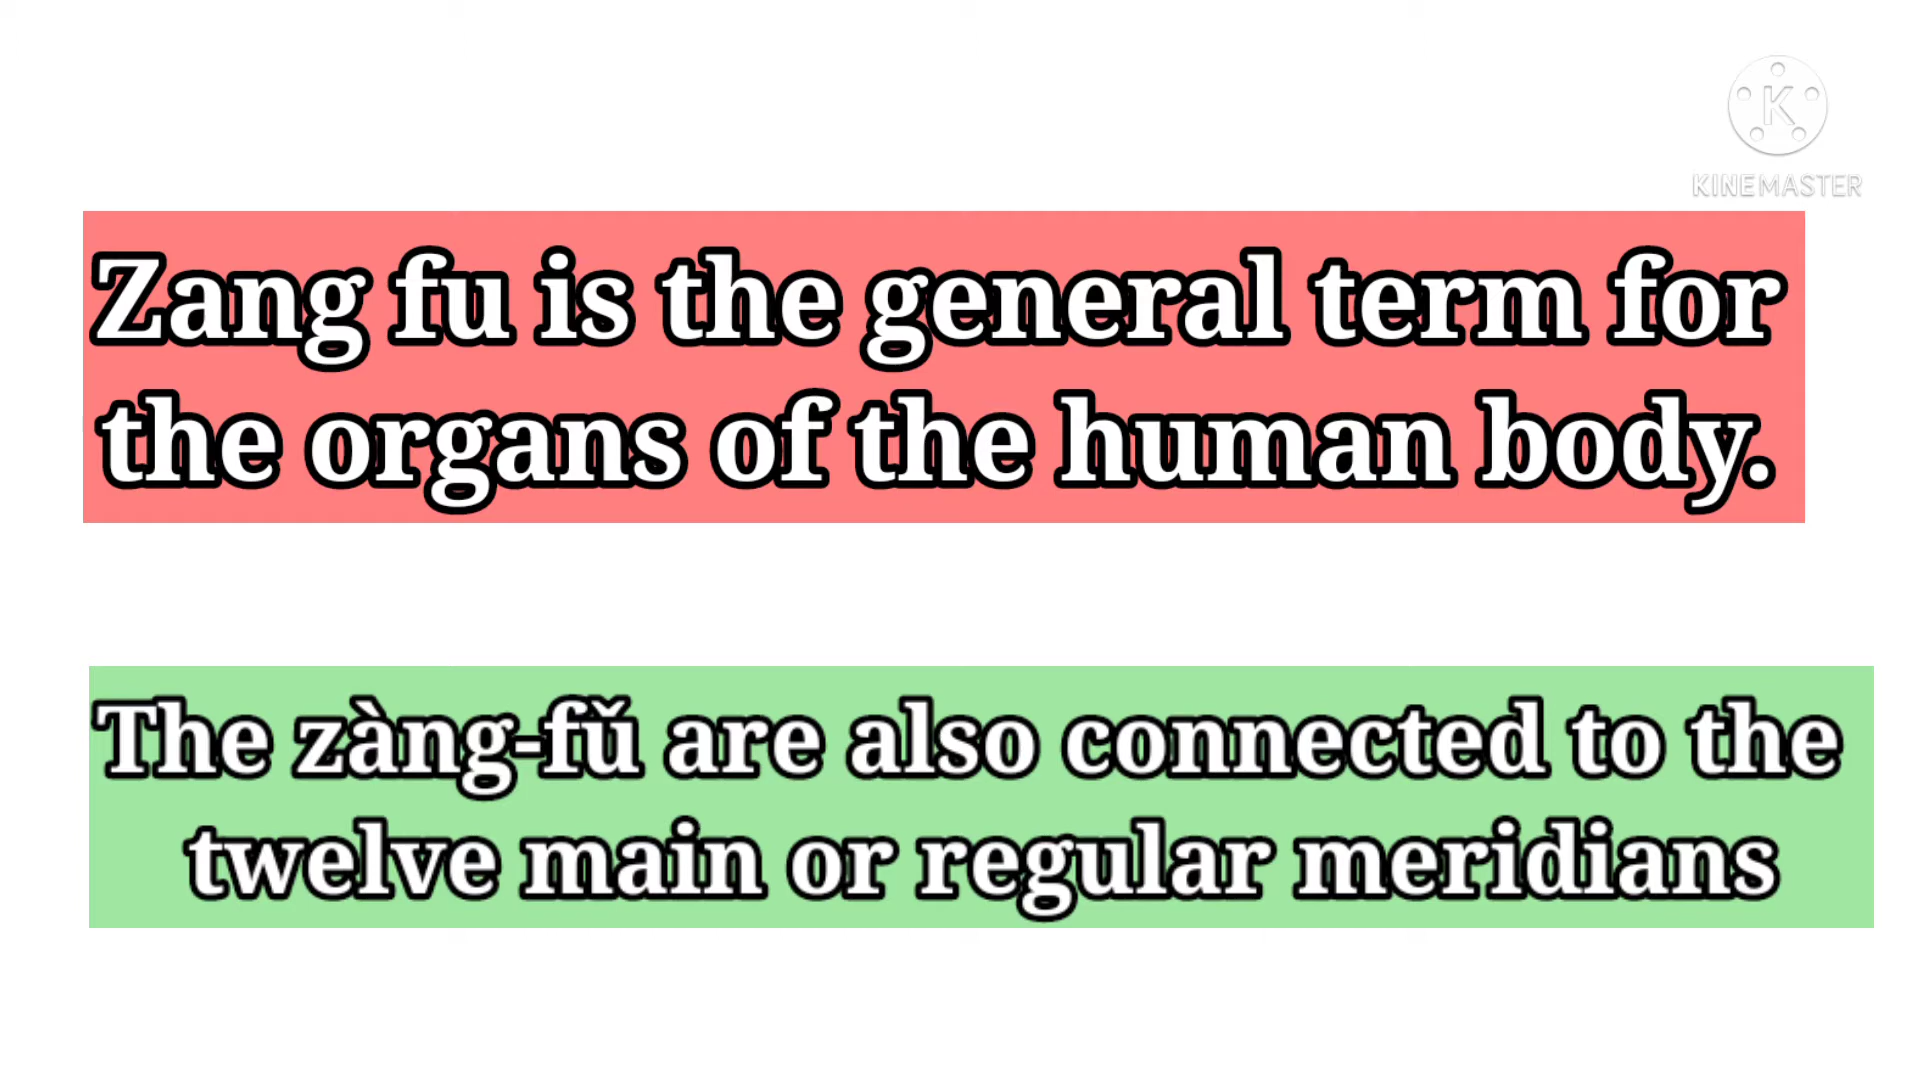 K
KINEMASTER
Zang fu is the general term for
the organs of the human body.
The zàng-fǔ are also connected to the
twelve main or regular meridians